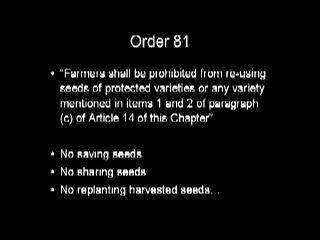 Order 81
• "Farmers shall be prohibited from re-using
seeds of protected varieties or any variety
mentioned in items 1 and 2 of paragraph
(c) of Article 14 of this Chapter"
• No saving seeds
• No sharing seeds
• No replanting harvested seeds…